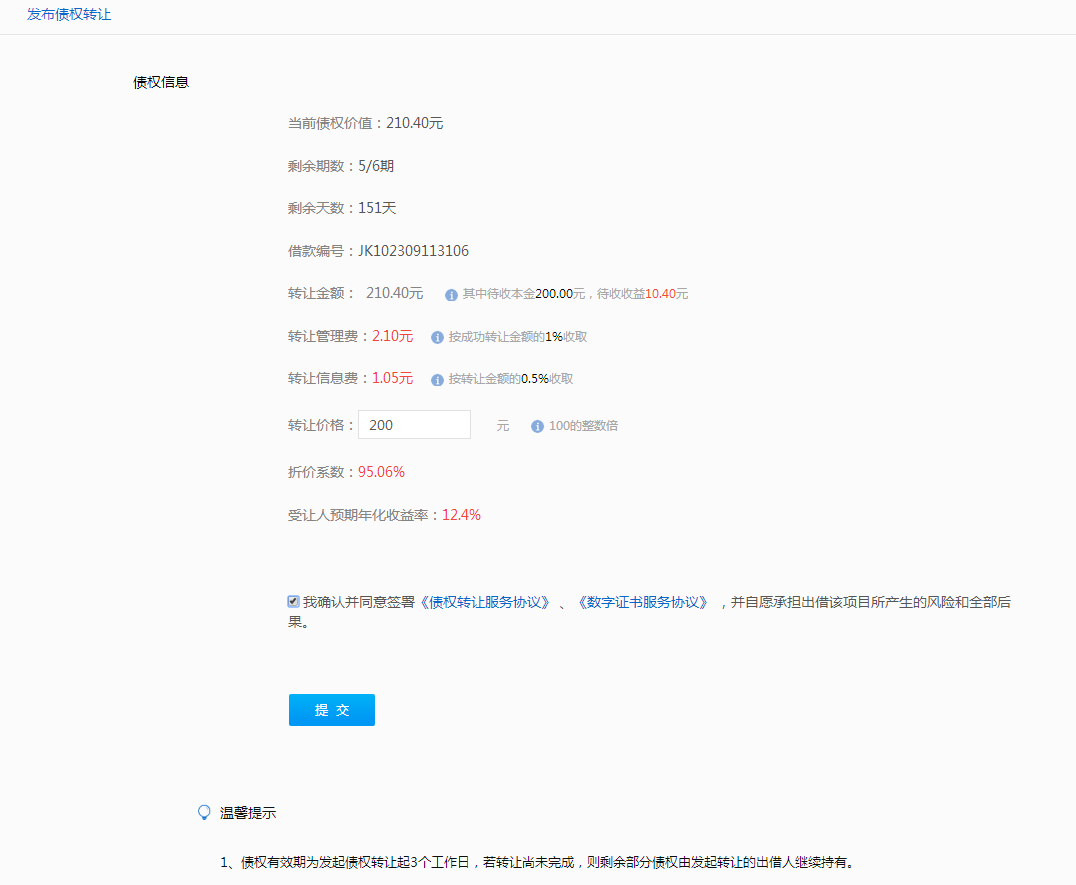 发布债权转让
债权信息
当前债权价值：210.40元
剩余期数：5/6期
剩余天数：151天
借款编号：JK102309113106
转让金额： 210.40元 其中待收本金200.00元，待收收益10.40元
转让管理费：2.10元 按成功转让金额的1%收取
转让信息费：1.05元 按转让金额的0.5%收取
转让价格：200 元 100的整数倍
折价系数：95.06%
受让人预期年化收益率：12.4%
我确认并同意签署《债权转让服务协议》、《数字证书服务协议》，并自愿承担出借该项目所产生的风险和全部后
果。
提 交
温馨提示
1、债权有效期为发起债权转让起3个工作日，若转让尚未完成，则剩余部分债权由发起转让的出借人继续持有。